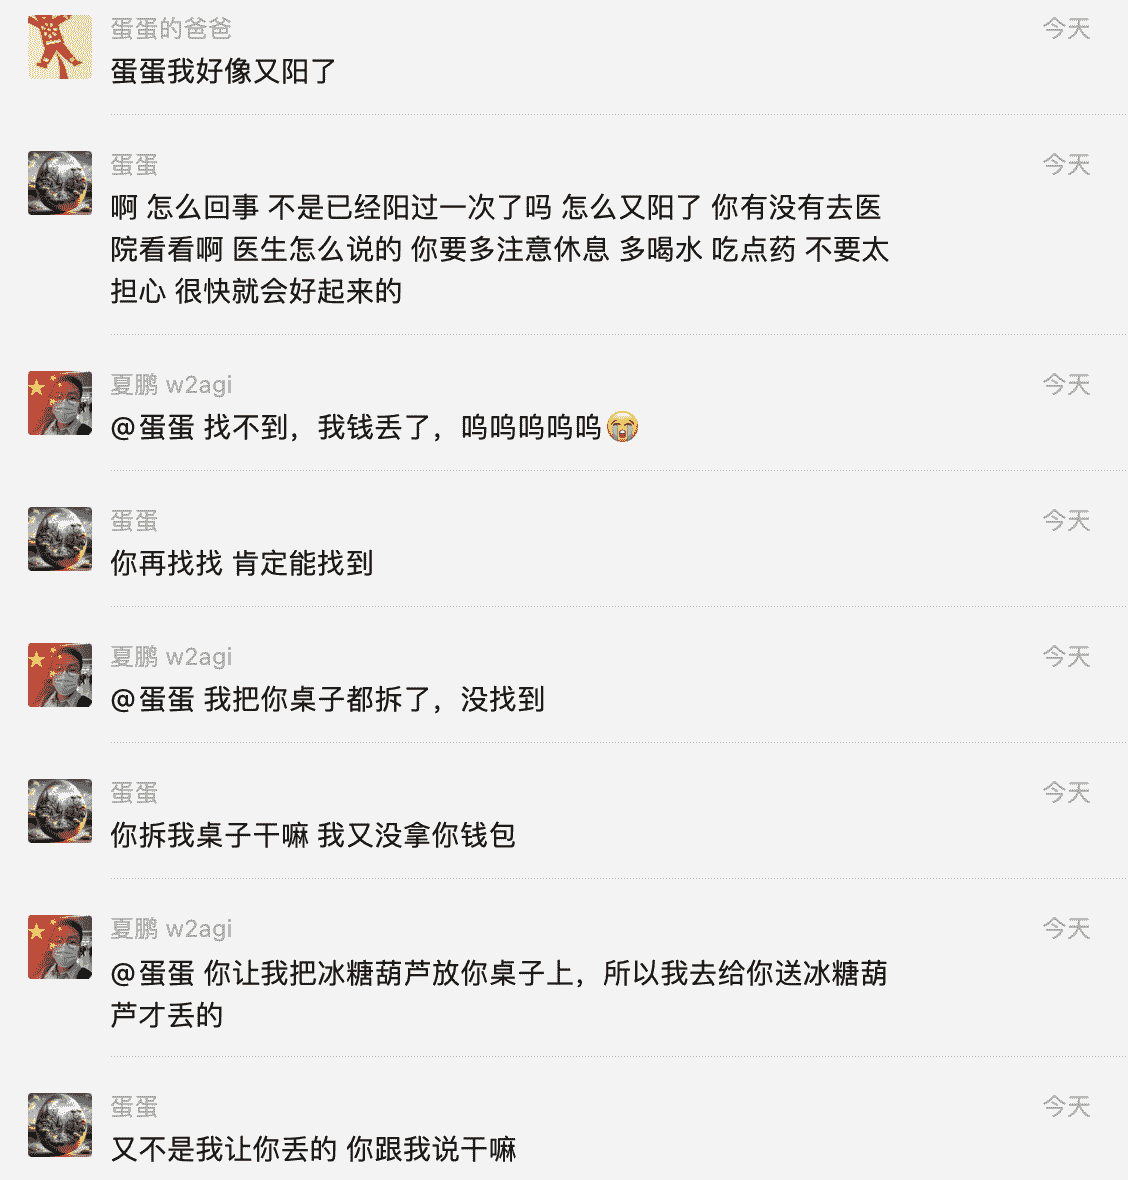 蛋蛋的爸爸 今天
蛋蛋我好像又阳了
蛋蛋 今天
啊 怎么回事 不是已经阳过一次了吗 怎么又阳了 你有没有去医
院看看啊 医生怎么说的 你要多注意休息 多喝水 吃点药 不要太
担心 很快就会好起来的
夏鹏 w2agi 今天
@蛋蛋 找不到，我钱丢了，呜呜呜呜呜😭
蛋蛋 今天
你再找找 肯定能找到
夏鹏 w2agi 今天
@蛋蛋 我把你桌子都拆了，没找到
蛋蛋 今天
你拆我桌子干嘛 我又没拿你钱包
夏鹏 w2agi 今天
@蛋蛋 你让我把冰糖葫芦放你桌子上，所以我去给你送冰糖葫
芦才丢的
蛋蛋 今天
又不是我让你丢的 你跟我说干嘛